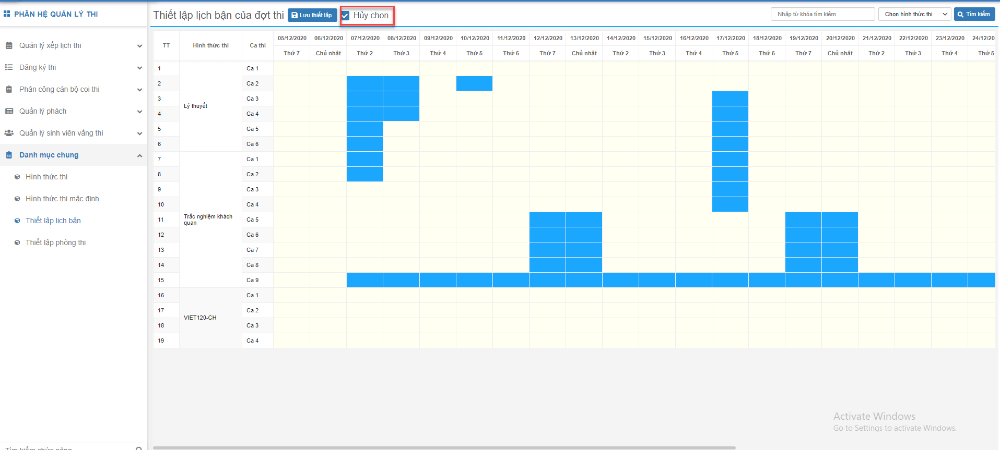 PHÂN HỆ QUẢN LÝ THI
Quản lý xếp lịch thi
Đăng ký thi
Phân công cán bộ coi thi
Quản lý phách
Quản lý sinh viên vắng thi
Danh mục chung
Hình thức thi
Hình thức thi mặc định
Thiết lập lịch bận
Thiết lập phòng thi
Thiết lập lịch bận của đợt thi Lưu thiết lập Hủy chọn Nhập từ khóa tìm kiếm Chọn hình thức thi Tìm kiếm
TT Hình thức thi Ca thi 05/12/2020 06/12/2020 07/12/2020 08/12/2020 09/12/2020 10/12/2020 11/12/2020 12/12/2020 13/12/2020 14/12/2020 15/12/2020 16/12/2020 17/12/2020 18/12/2020 19/12/2020 20/12/2020 21/12/2020 22/12/2020 23/12/2020 24/12/20
Thứ 7 Chủ nhật Thứ 2 Thứ 3 Thứ 4 Thứ 5 Thứ 6 Thứ 7 Chủ nhật Thứ 2 Thứ 3 Thứ 4 Thứ 5 Thứ 6 Thứ 7 Chủ nhật Thứ 2 Thứ 3 Thứ 4 Thứ 5
1 Ca 1
2 Ca 2
3 Ca 3
Lý thuyết
4 Ca 4
5 Ca 5
6 Ca 6
7 Ca 1
8 Ca 2
9 Ca 3
10 Ca 4
Trắc nghiệm khách
quan
11 Ca 5
12 Ca 6
13 Ca 7
14 Ca 8
15 Ca 9
16 Ca 1
17 Ca 2
VIET120-CH
18 Ca 3
19 Ca 4
Activate Windows
Go to Settings to activate Windows.
Tìm kiếm chức năng